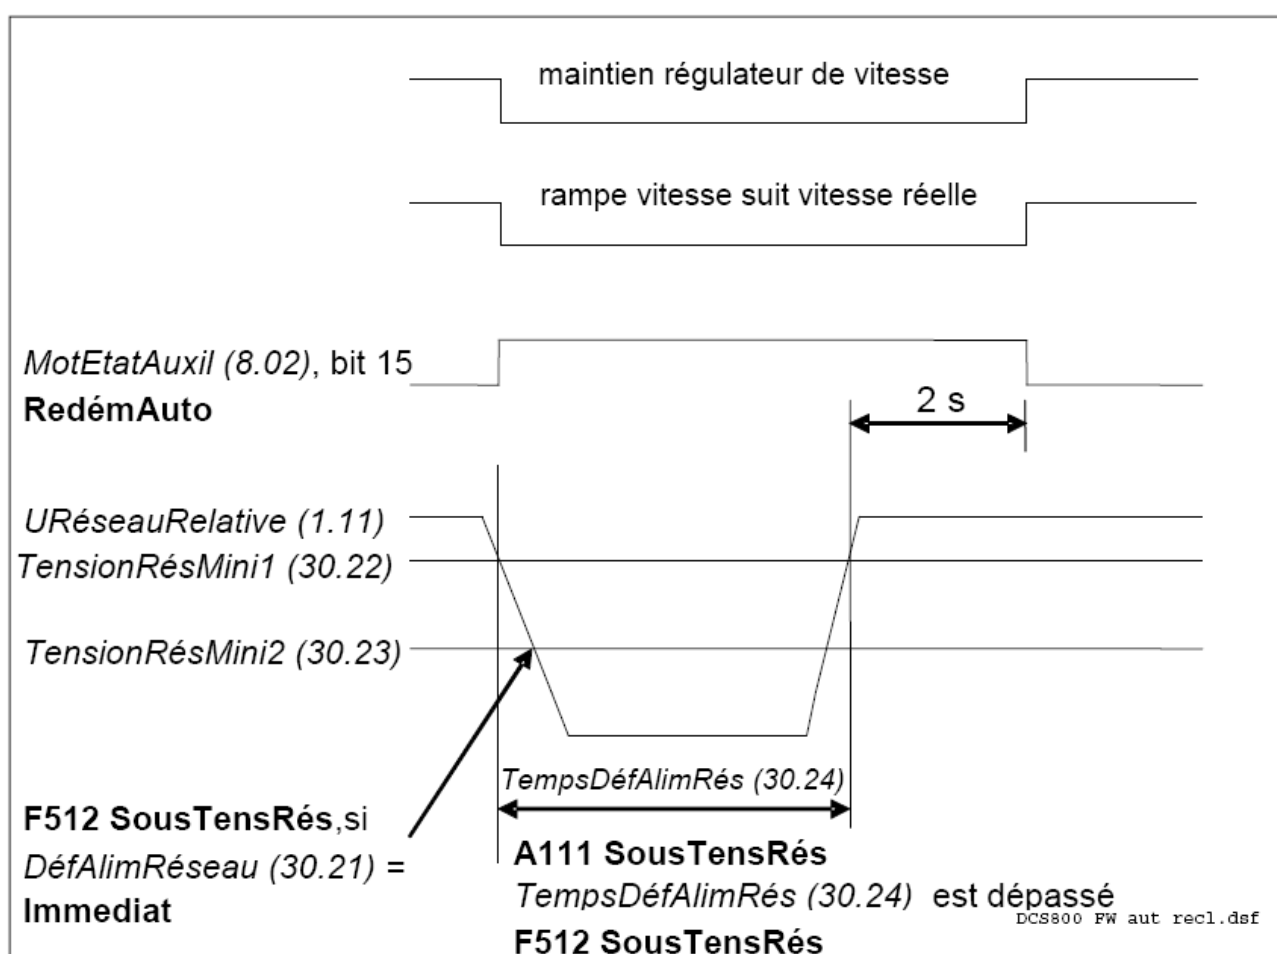 maintien régulateur de vitesse
rampe vitesse suit vitesse réelle
MotEtatAuxil (8.02), bit 15
RedémAuto
2 s
URéseauRelative (1.11)
TensionRésMini1 (30.22)
TensionRésMini2 (30.23)
TempsDéfAlimRés (30.24)
F512 SousTensRés,si
DéfAlimRéseau (30.21) =
Immediat
A111 SousTensRés
TempsDéfAlimRés (30.24) est dépassé
F512 SousTensRés
DCS800 FW aut recl.dsf